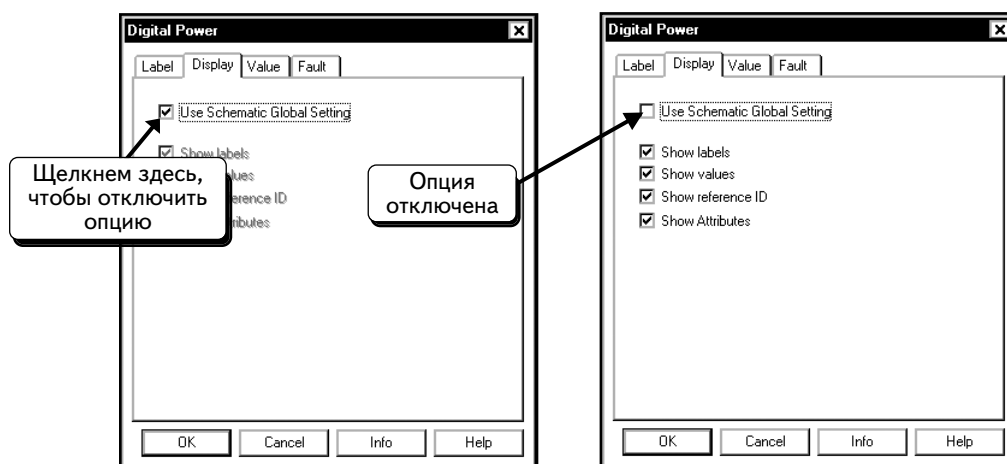 Digital Power
Label Display Value Fault
Use Schematic Global Setting
Show labels
Щелкнем здесь,
чтобы отключить
опцию
OK Cancel Info Help
Digital Power
Label Display Value Fault
Use Schematic Global Setting
Show labels
Show values
Show reference ID
Show Attributes
Опция
отключена
OK Cancel Info Help